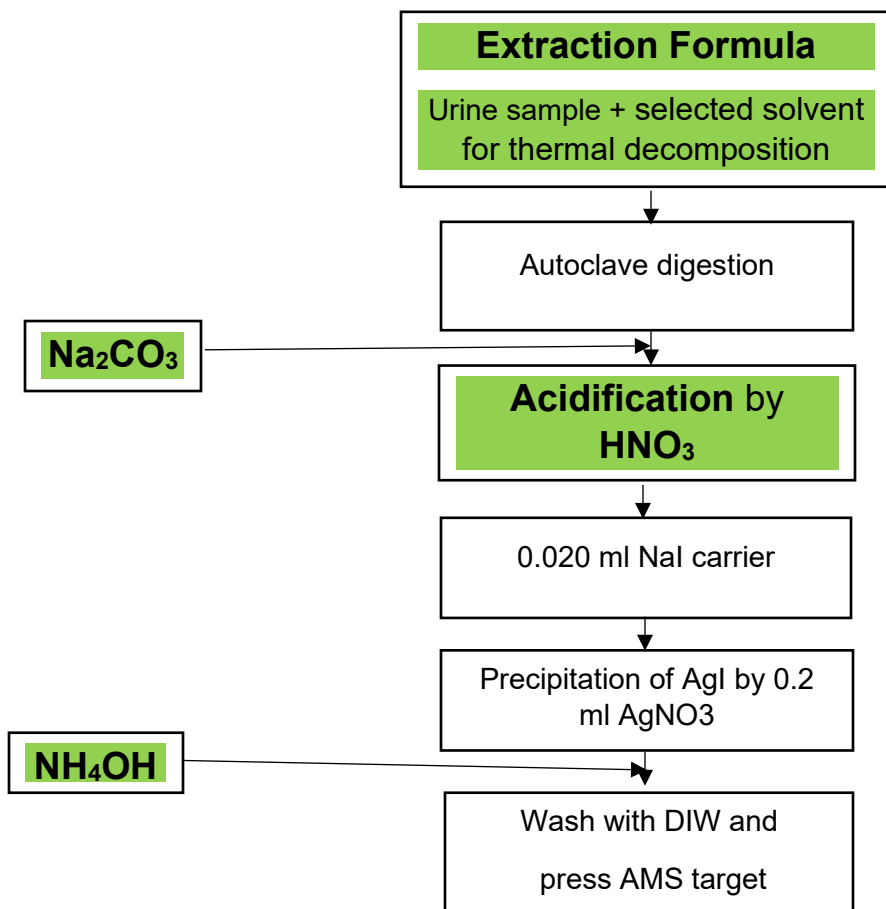 Extraction Formula
Urine sample + selected solvent
for thermal decomposition
Autoclave digestion
Na₂CO₃
Acidification by
HNO₃
0.020 ml NaI carrier
Precipitation of AgI by 0.2
ml AgNO3
NH₄OH
Wash with DIW and
press AMS target